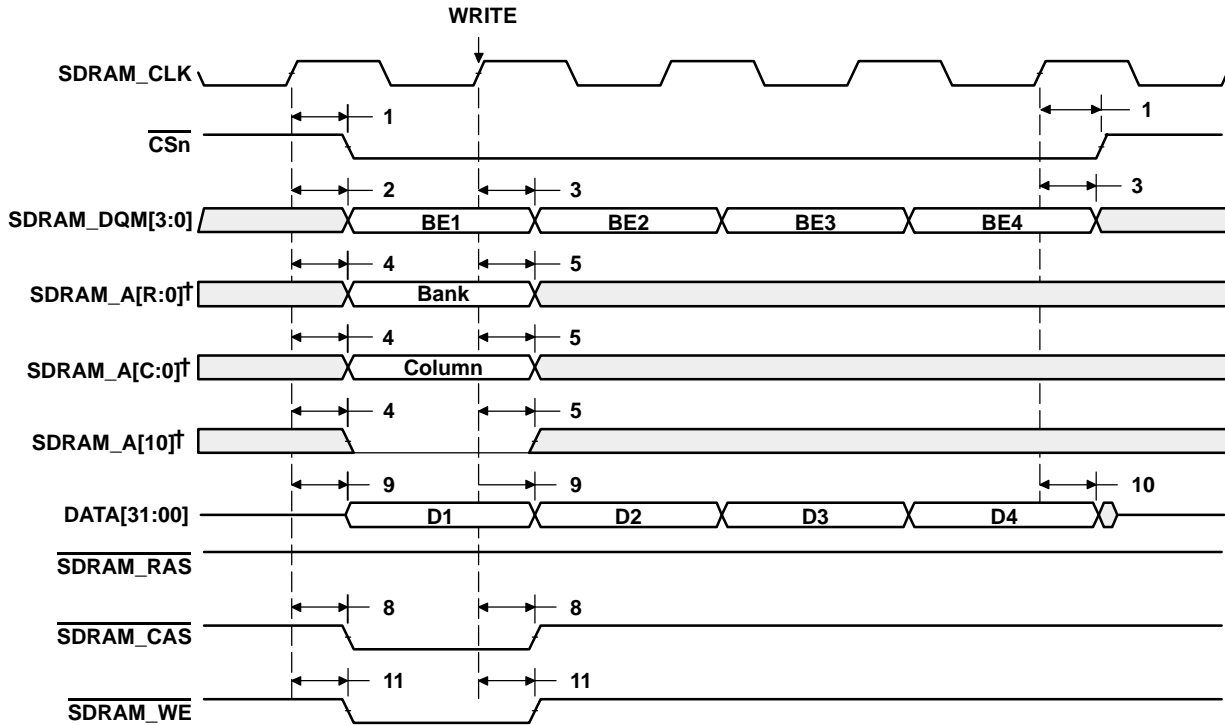 WRITE
SDRAM_CLK
1 1
CSn
2 3 3
SDRAM_DQM[3:0] BE1 BE2 BE3 BE4
4 5
SDRAM_A[R:0]† Bank
4 5
SDRAM_A[C:0]† Column
4 5
SDRAM_A[10]†
9 9 10
DATA[31:00] D1 D2 D3 D4
SDRAM_RAS
8 8
SDRAM_CAS
11 11
SDRAM_WE